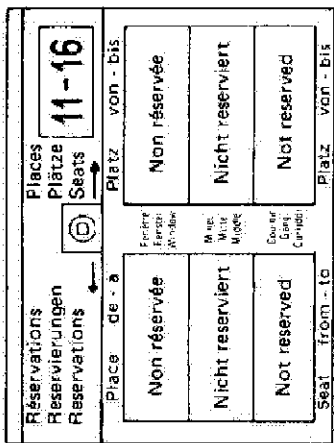 Réservations
Reservierungen
Reservations
Places
Plätze
Seats
11-16
Place de - à
Platz von - bis
Non réservée
Nicht reserviert
Not reserved
Fenêtre
Fenster
Window
Milieu
Mitte
Middle
Couloir
Gang
Corridor
Non réservée
Nicht reserviert
Not reserved
Seat from - to
Platz von - bis